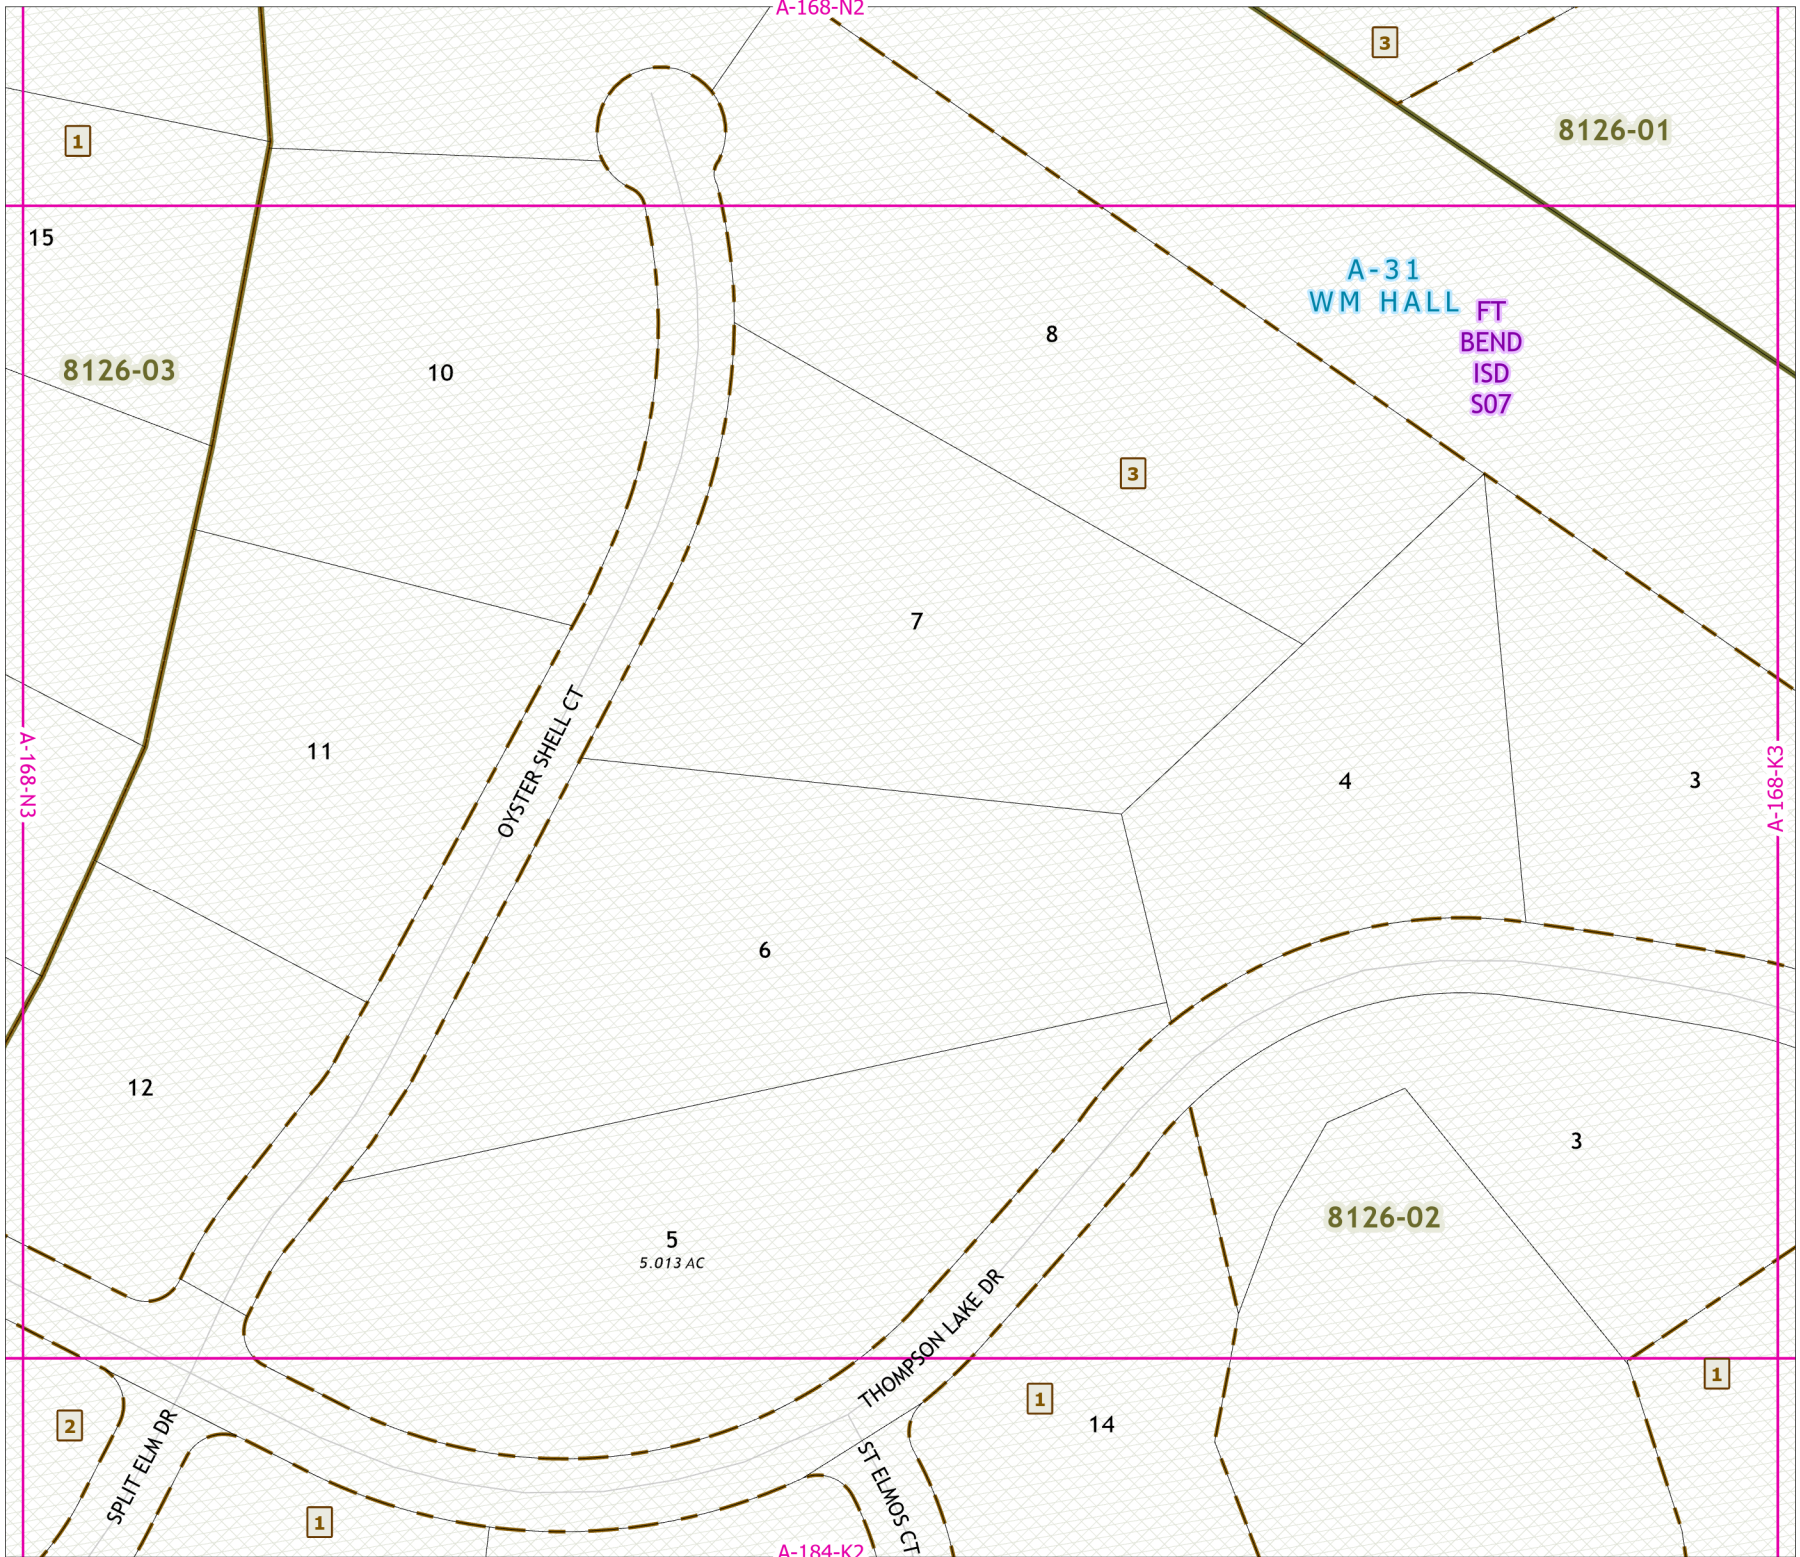 A-168-N2
3
8126-01
1
15
A-31
WM HALL
FT
BEND
ISD
S07
8
8126-03
10
3
7
OYSTER SHELL CT
11
4
3
A-168-N3
A-168-K3
6
12
3
8126-02
5
5.013 AC
THOMPSON LAKE DR
1
1
14
2
SPLIT ELM DR
ST ELMOS CT
1
A-184-K2